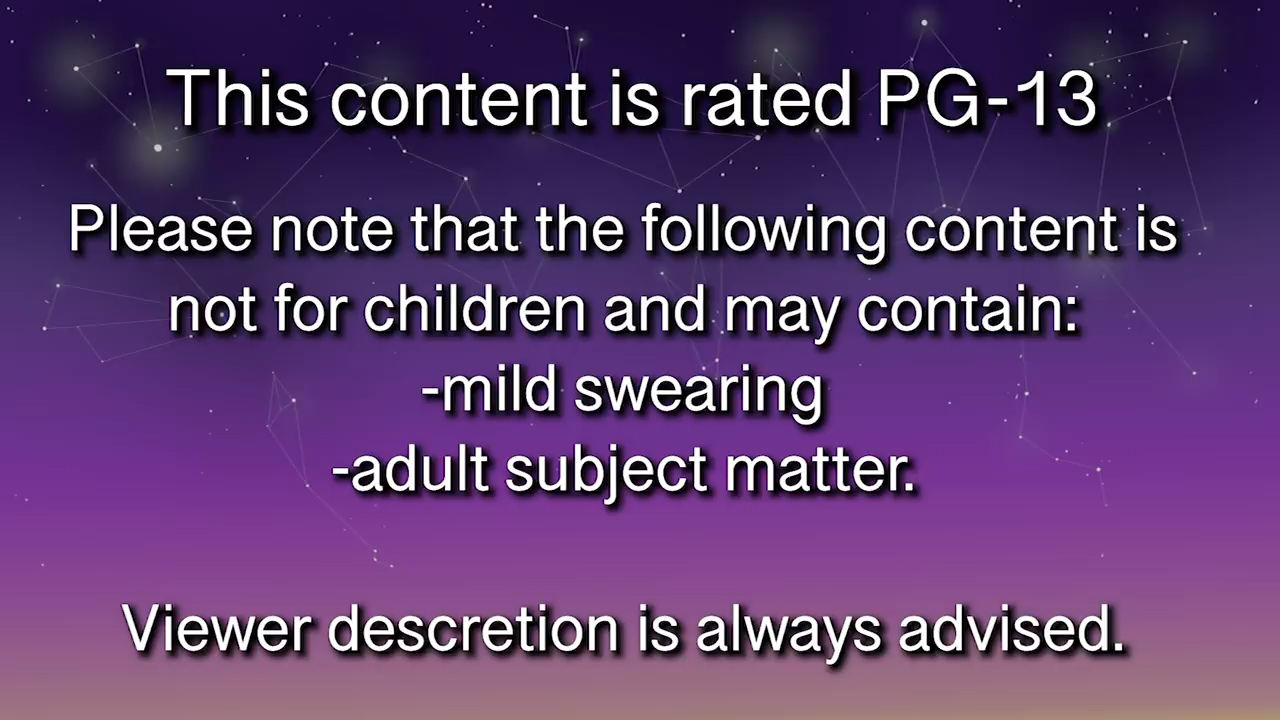 This content is rated PG-13
Please note that the following content is
not for children and may contain:
-mild swearing
-adult subject matter.
Viewer descretion is always advised.